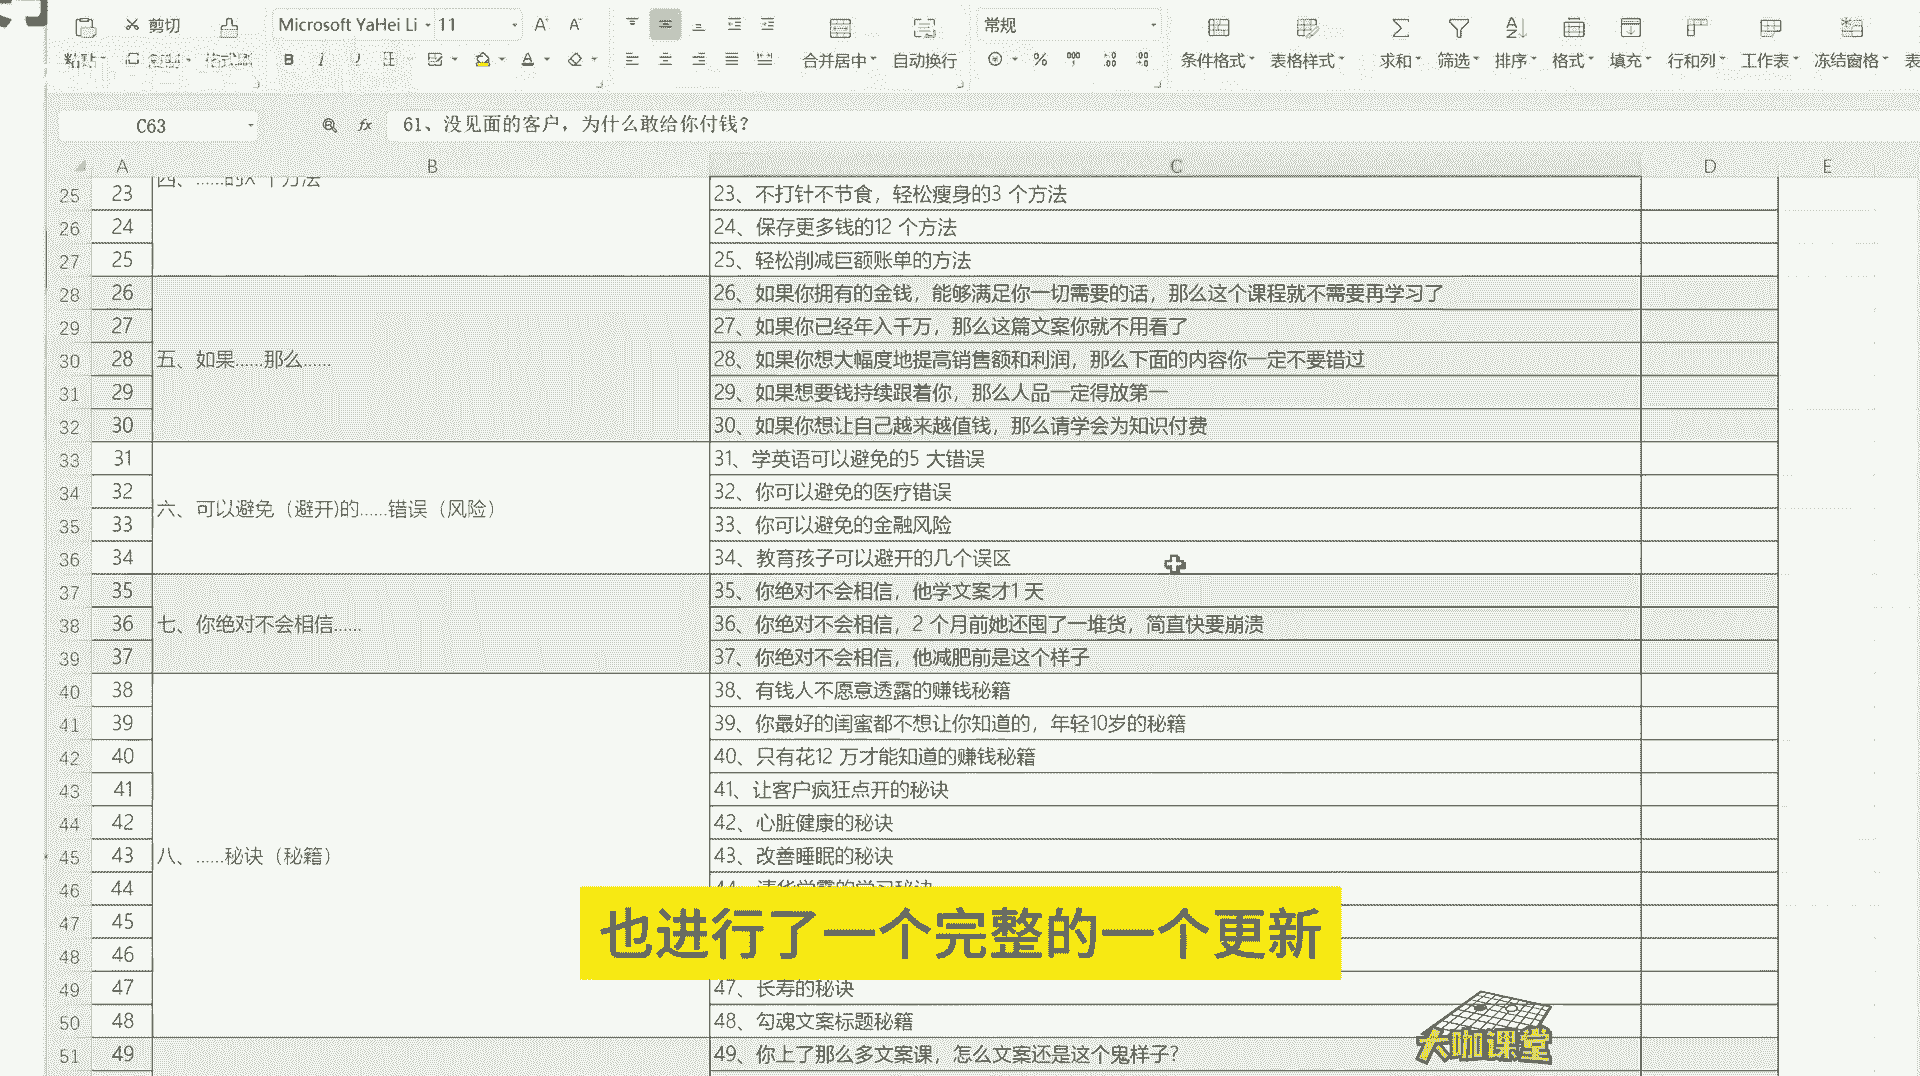 剪切 Microsoft YaHei Li 11 A A 常规
粘贴 B I U A 合并居中 自动换行 % 条件格式 表格样式 求和 筛选 排序 格式 填充 行和列 工作表 冻结窗格 表
C63 fx 61、没见面的客户，为什么敢给你付钱？
A B C D E
25 23 23、不打针不节食，轻松瘦身的3 个方法
26 24 24、保存更多钱的12 个方法
27 25 25、轻松削减巨额账单的方法
28 26 26、如果你拥有的金钱，能够满足你一切需要的话，那么这个课程就不需要再学习了
29 27 27、如果你已经年入千万，那么这篇文案你就不用看了
30 28 五、如果......那么...... 28、如果你想大幅度地提高销售额和利润，那么下面的内容你一定不要错过
31 29 29、如果想要钱持续跟着你，那么人品一定得放第一
32 30 30、如果你想让自己越来越值钱，那么请学会为知识付费
33 31 31、学英语可以避免的5 大错误
34 32 32、你可以避免的医疗错误
六、可以避免（避开)的......错误（风险）
35 33 33、你可以避免的金融风险
36 34 34、教育孩子可以避开的几个误区
37 35 35、你绝对不会相信，他学文案才1 天
38 36 七、你绝对不会相信...... 36、你绝对不会相信，2 个月前她还囤了一堆货，简直快要崩溃
39 37 37、你绝对不会相信，他减肥前是这个样子
40 38 38、有钱人不愿意透露的赚钱秘籍
41 39 39、你最好的闺蜜都不想让你知道的，年轻10岁的秘籍
42 40 40、只有花12 万才能知道的赚钱秘籍
43 41 41、让客户疯狂点开的秘诀
44 42 42、心脏健康的秘诀
45 43 八、......秘诀（秘籍） 43、改善睡眠的秘诀
46 44
47 45
也进行了一个完整的一个更新
48 46
49 47 47、长寿的秘诀
50 48 48、勾魂文案标题秘籍
51 49 49、你上了那么多文案课，怎么文案还是这个鬼样子？
大咖课堂